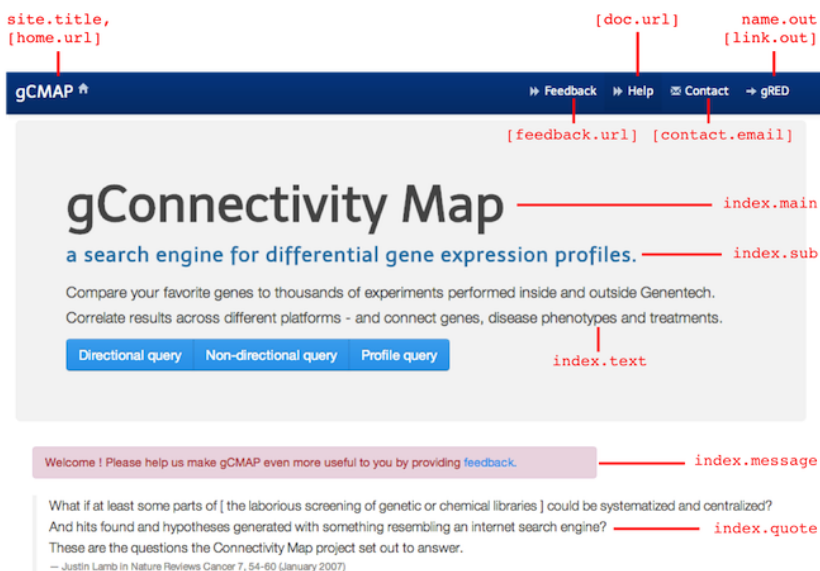 site.title,
[home.url]
[doc.url]
name.out
[link.out]
gCMAP
Feedback
Help
Contact
gRED
[feedback.url]
[contact.email]
gConnectivity Map
index.main
a search engine for differential gene expression profiles.
index.sub
Compare your favorite genes to thousands of experiments performed inside and outside Genentech.
Correlate results across different platforms - and connect genes, disease phenotypes and treatments.
Directional query
Non-directional query
Profile query
index.text
Welcome ! Please help us make gCMAP even more useful to you by providing feedback.
index.message
What if at least some parts of [ the laborious screening of genetic or chemical libraries ] could be systematized and centralized?
And hits found and hypotheses generated with something resembling an internet search engine?
index.quote
These are the questions the Connectivity Map project set out to answer.
— Justin Lamb in Nature Reviews Cancer 7, 54-60 (January 2007)